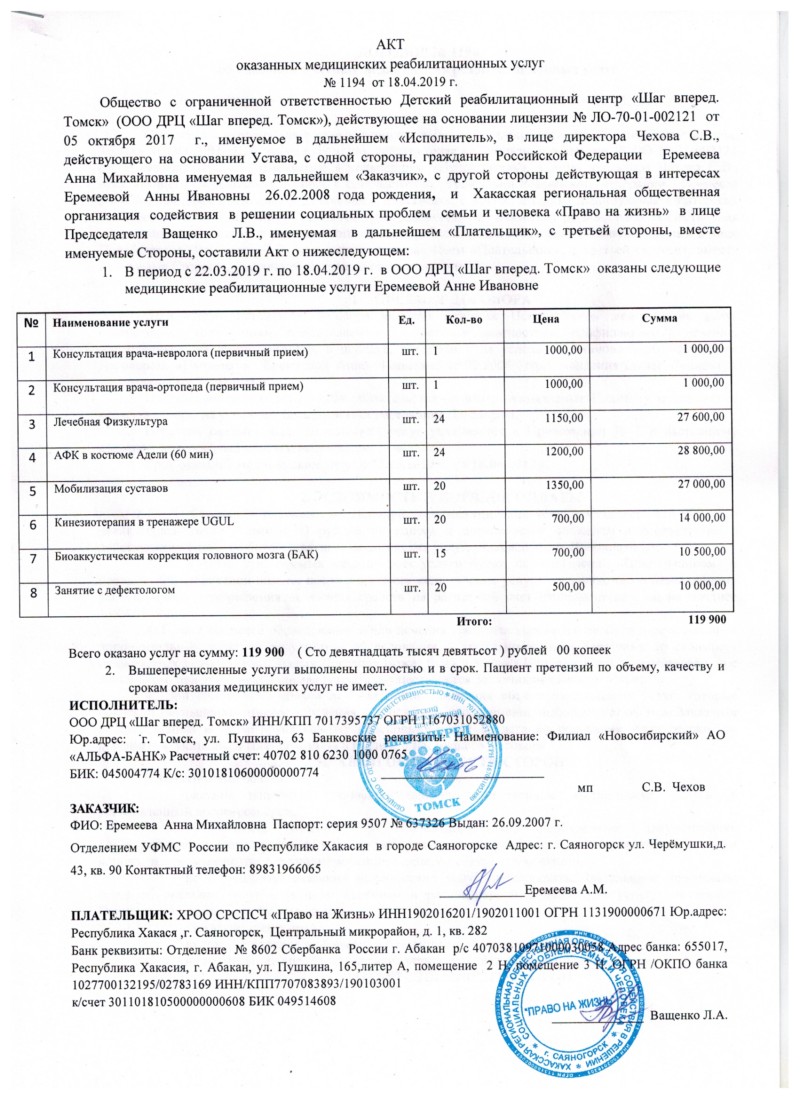 АКТ
оказанных медицинских реабилитационных услуг
№ 1194 от 18.04.2019 г.
Общество с ограниченной ответственностью Детский реабилитационный центр «Шаг вперед.
Томск» (ООО ДРЦ «Шаг вперед. Томск»), действующее на основании лицензии № ЛО-70-01-002121 от
05 октября 2017 г., именуемое в дальнейшем «Исполнитель», в лице директора Чехова С.В.,
действующего на основании Устава, с одной стороны, гражданин Российской Федерации Еремеева
Анна Михайловна именуемая в дальнейшем «Заказчик», с другой стороны действующая в интересах
Еремеевой Анны Ивановны 26.02.2008 года рождения, и Хакасская региональная общественная
организация содействия в решении социальных проблем семьи и человека «Право на жизнь» в лице
Председателя Ващенко Л.В., именуемая в дальнейшем «Плательщик», с третьей стороны, вместе
именуемые Стороны, составили Акт о нижеследующем:
1. В период с 22.03.2019 г. по 18.04.2019 г. в ООО ДРЦ «Шаг вперед. Томск» оказаны следующие
медицинские реабилитационные услуги Еремеевой Анне Ивановне
№ Наименование услуги Ед. Кол-во Цена Сумма
1 Консультация врача-невролога (первичный прием) шт. 1 1000,00 1 000,00
2 Консультация врача-ортопеда (первичный прием) шт. 1 1000,00 1 000,00
3 Лечебная Физкультура шт. 24 1150,00 27 600,00
4 АФК в костюме Адели (60 мин) шт. 24 1200,00 28 800,00
5 Мобилизация суставов шт. 20 1350,00 27 000,00
6 Кинезиотерапия в тренажере UGUL шт. 20 700,00 14 000,00
7 Биоаккустическая коррекция головного мозга (БАК) шт. 15 700,00 10 500,00
8 Занятие с дефектологом шт. 20 500,00 10 000,00
Итого: 119 900
Всего оказано услуг на сумму: 119 900 ( Сто девятнадцать тысяч девятьсот ) рублей 00 копеек
2. Вышеперечисленные услуги выполнены полностью и в срок. Пациент претензий по объему, качеству и
срокам оказания медицинских услуг не имеет.
ИСПОЛНИТЕЛЬ:
ООО ДРЦ «Шаг вперед. Томск» ИНН/КПП 7017395737 ОГРН 1167031052880
Юр.адрес: г. Томск, ул. Пушкина, 63 Банковские реквизиты: Наименование: Филиал «Новосибирский» АО
«АЛЬФА-БАНК» Расчетный счет: 40702 810 6230 1000 0765
БИК: 045004774 К/с: 30101810600000000774
ШАГ ВПЕРЕД
ТОМСК
мп С.В. Чехов
ЗАКАЗЧИК:
ФИО: Еремеева Анна Михайловна Паспорт: серия 9507 № 637326 Выдан: 26.09.2007 г.
Отделением УФМС России по Республике Хакасия в городе Саяногорске Адрес: г. Саяногорск ул. Черёмушки,д.
43, кв. 90 Контактный телефон: 89831966065
Еремеева А.М.
ПЛАТЕЛЬЩИК: ХРОО СРСПСЧ «Право на Жизнь» ИНН1902016201/1902011001 ОГРН 1131900000671 Юр.адрес:
Республика Хакася ,г. Саяногорск, Центральный микрорайон, д. 1, кв. 282
Банк реквизиты: Отделение № 8602 Сбербанка России г. Абакан р/с 40703810971000030058 Адрес банка: 655017,
Республика Хакасия, г. Абакан, ул. Пушкина, 165,литер А, помещение 2 Н, помещение 3 Н ОГРН /ОКПО банка
1027700132195/02783169 ИНН/КПП7707083893/190103001
к/счет 30110181050000000608 БИК 049514608
"ПРАВО НА ЖИЗНЬ"
г. САЯНОГОРСК
ХАКАССКАЯ РЕГИОНАЛЬНАЯ ОБЩЕСТВЕННАЯ ОРГАНИЗАЦИЯ СОДЕЙСТВИЯ В РЕШЕНИИ
СОЦИАЛЬНЫХ ПРОБЛЕМ СЕМЬИ И ЧЕЛОВЕКА
Ващенко Л.А.